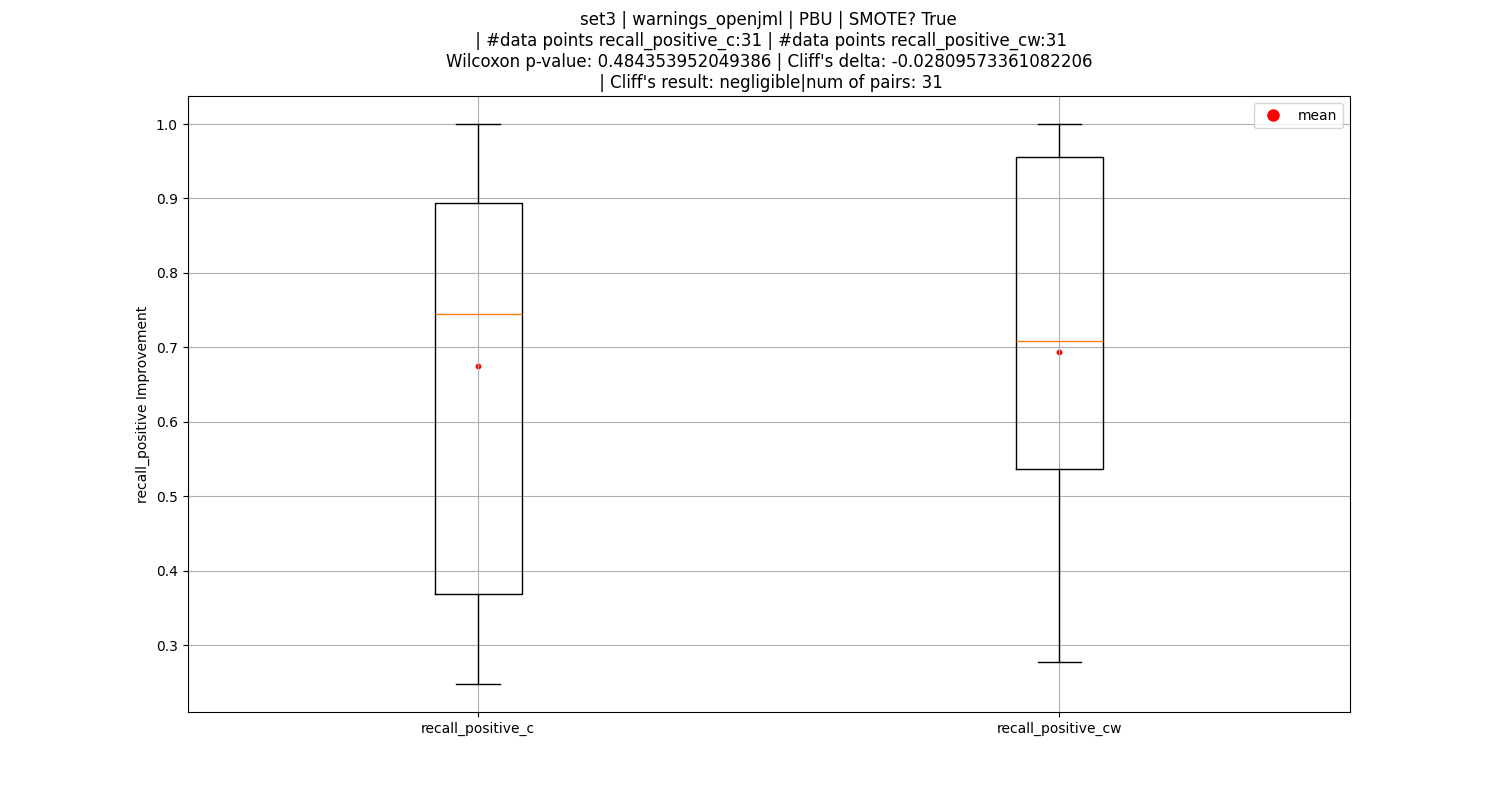 set3 | warnings_openjml | PBU | SMOTE? True
| #data points recall_positive_c:31 | #data points recall_positive_cw:31
Wilcoxon p-value: 0.484353952049386 | Cliff's delta: -0.02809573361082206
| Cliff's result: negligible|num of pairs: 31
mean
1.0
0.9
0.8
0.7
0.6
0.5
0.4
0.3
recall_positive Improvement
recall_positive_c
recall_positive_cw